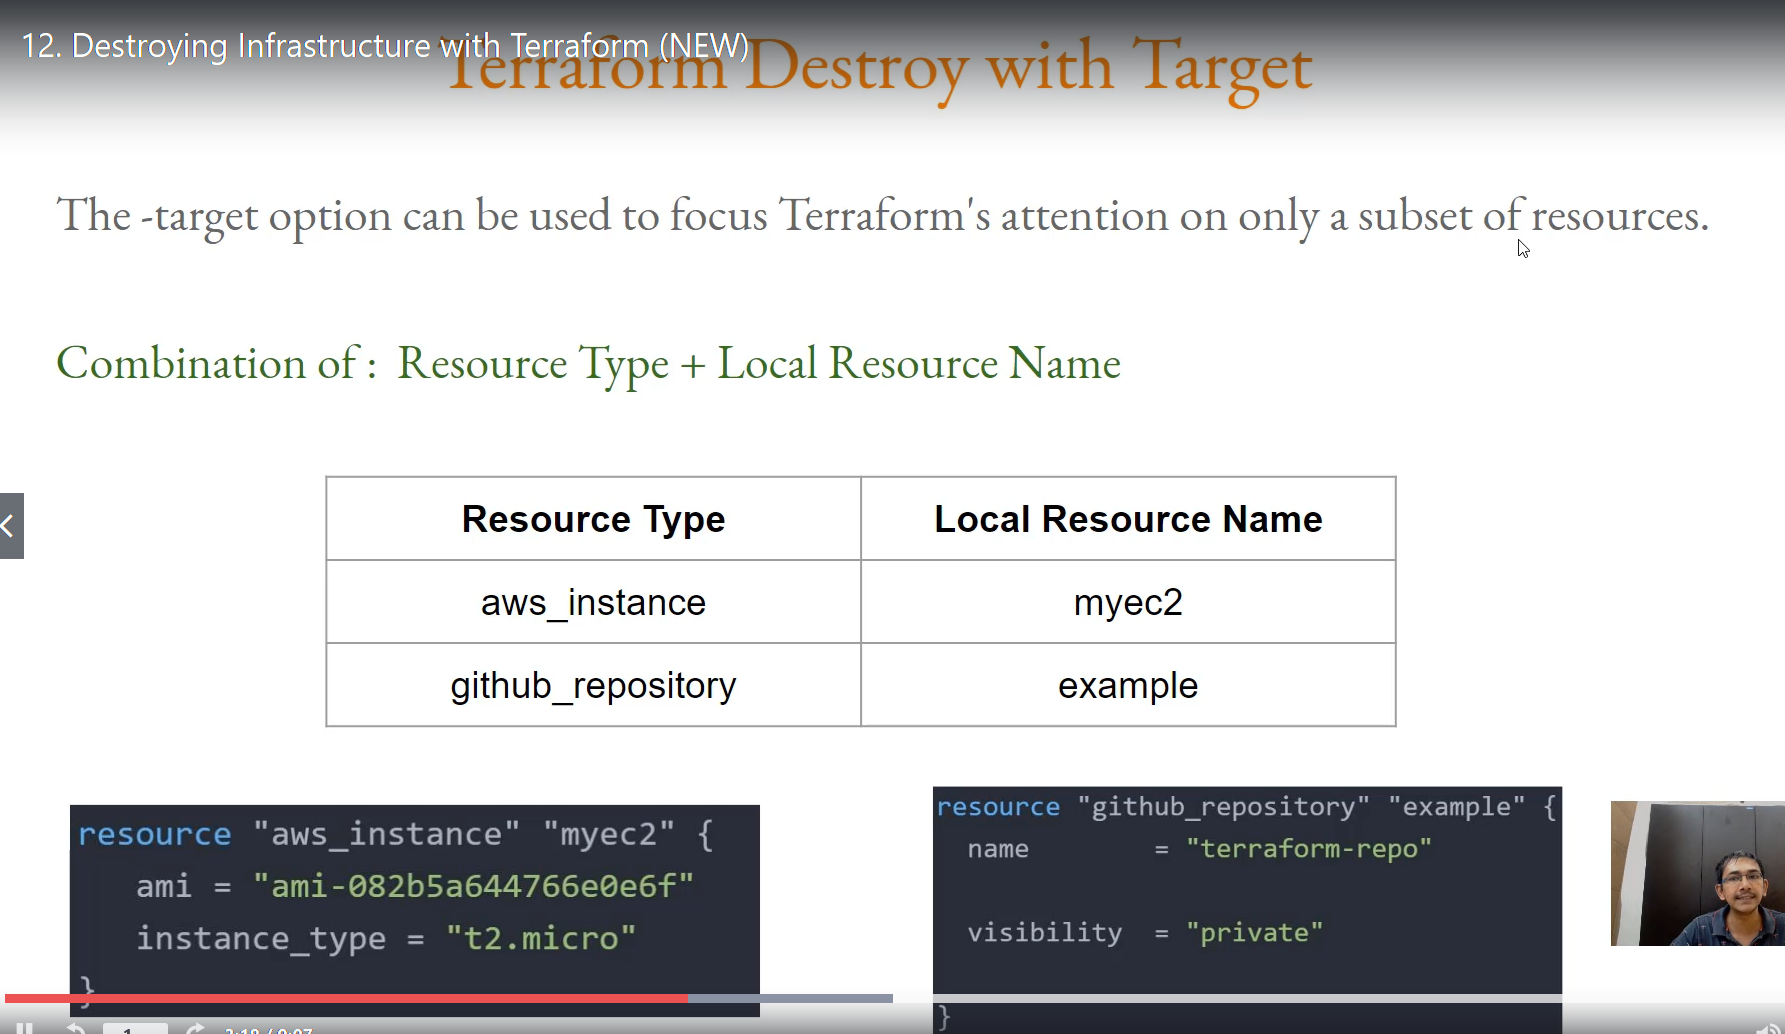 12. Destroying Infrastructure with Terraform (NEW)
Terraform Destroy with Target
The -target option can be used to focus Terraform's attention on only a subset of resources.
Combination of : Resource Type + Local Resource Name
Resource Type Local Resource Name
aws_instance myec2
github_repository example
resource "aws_instance" "myec2" {
ami = "ami-082b5a644766e0e6f"
instance_type = "t2.micro"
}
resource "github_repository" "example" {
name = "terraform-repo"
visibility = "private"
}